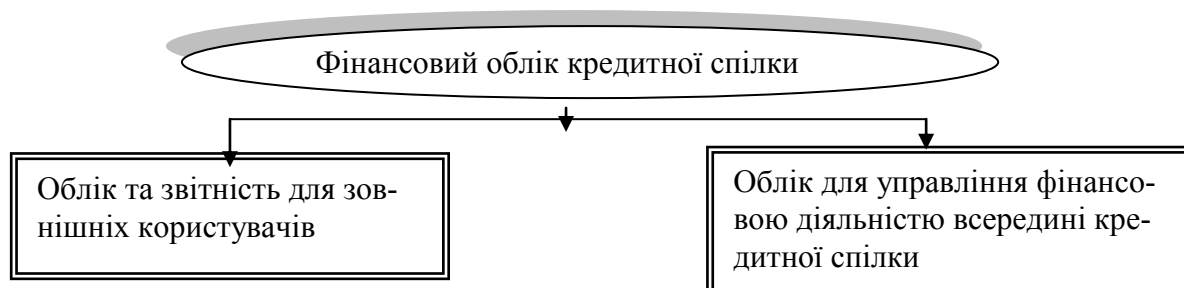 Фінансовий облік кредитної спілки
Облік та звітність для зов-
нішніх користувачів
Облік для управління фінансо-
вою діяльністю всередині кре-
дитної спілки